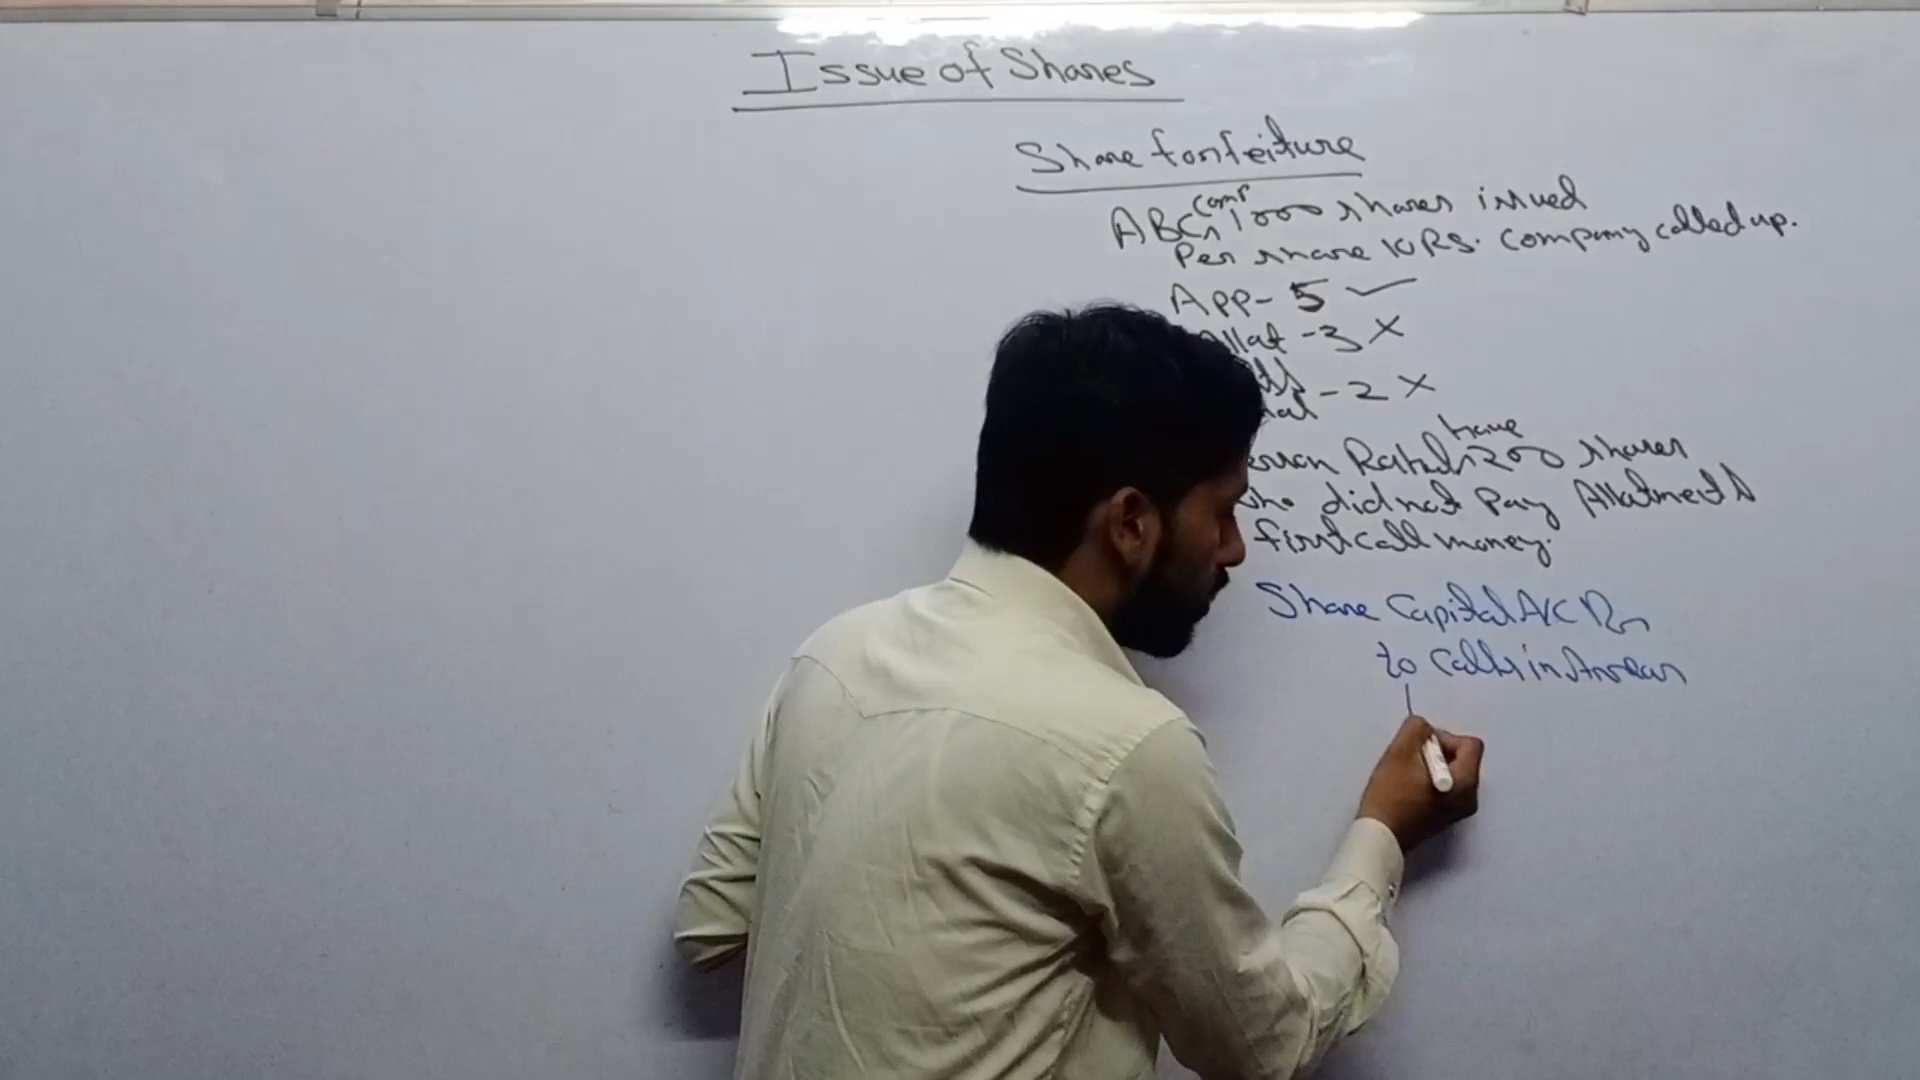 Issue of Shares
Share forfeiture
ABC comp 1000 shares issued
Per share 10 RS. Company called up.
App- 5 ✓
Allot -3 ×
- 2 ×
have 200 shares
who did not pay Allotment &
first call money.
Share Capital A/C Dr
to Calls in Arrear